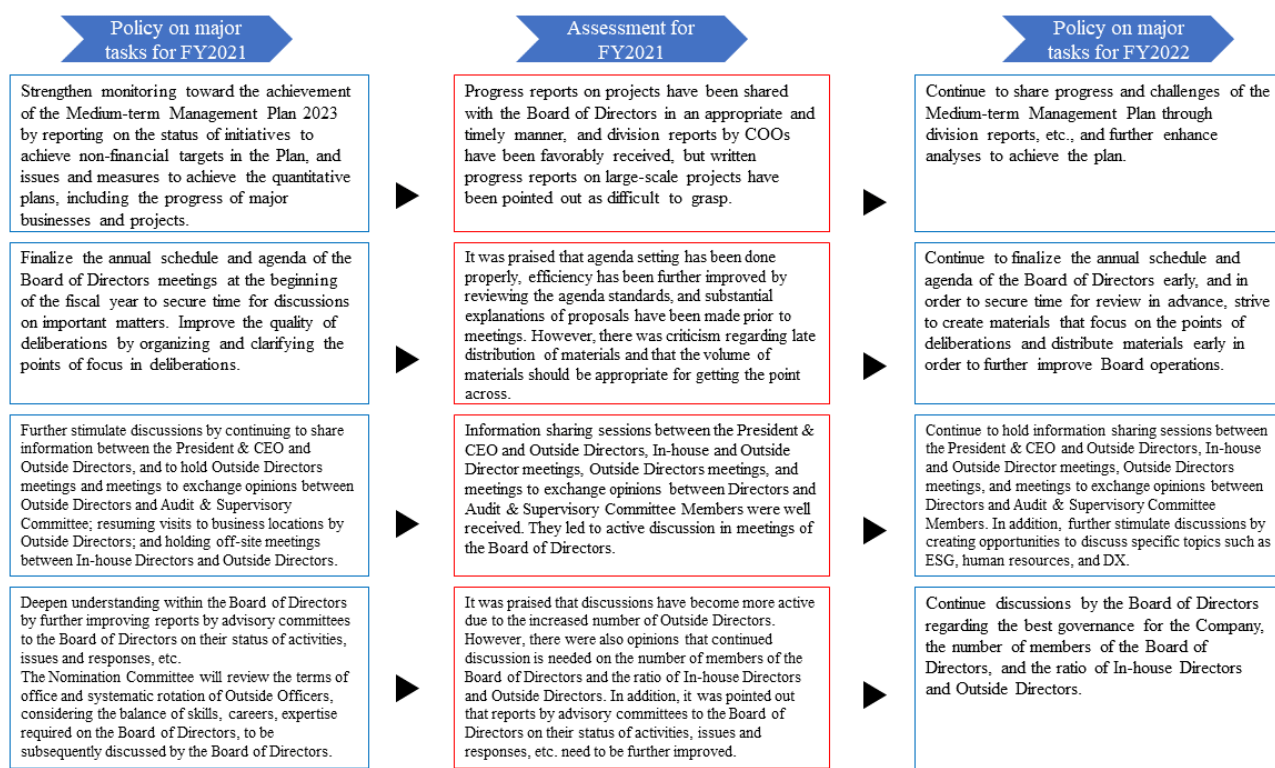 Policy on major
tasks for FY2021
Assessment for
FY2021
Policy on major
tasks for FY2022
Strengthen monitoring toward the achievement
of the Medium-term Management Plan 2023
by reporting on the status of initiatives to
achieve non-financial targets in the Plan, and
issues and measures to achieve the quantitative
plans, including the progress of major
businesses and projects.
Progress reports on projects have been shared
with the Board of Directors in an appropriate and
timely manner, and division reports by COOs
have been favorably received, but written
progress reports on large-scale projects have
been pointed out as difficult to grasp.
Continue to share progress and challenges of the
Medium-term Management Plan through
division reports, etc., and further enhance
analyses to achieve the plan.
Finalize the annual schedule and agenda of the
Board of Directors meetings at the beginning
of the fiscal year to secure time for discussions
on important matters. Improve the quality of
deliberations by organizing and clarifying the
points of focus in deliberations.
It was praised that agenda setting has been done
properly, efficiency has been further improved by
reviewing the agenda standards, and substantial
explanations of proposals have been made prior to
meetings. However, there was criticism regarding late
distribution of materials and that the volume of
materials should be appropriate for getting the point
across.
Continue to finalize the annual schedule and
agenda of the Board of Directors early, and in
order to secure time for review in advance, strive
to create materials that focus on the points of
deliberations and distribute materials early in
order to further improve Board operations.
Further stimulate discussions by continuing to share
information between the President & CEO and
Outside Directors, and to hold Outside Directors
meetings and meetings to exchange opinions between
Outside Directors and Audit & Supervisory
Committee; resuming visits to business locations by
Outside Directors; and holding off-site meetings
between In-house Directors and Outside Directors.
Information sharing sessions between the President &
CEO and Outside Directors, In-house and Outside
Director meetings, Outside Directors meetings, and
meetings to exchange opinions between Directors and
Audit & Supervisory Committee Members were well
received. They led to active discussion in meetings of
the Board of Directors.
Continue to hold information sharing sessions between
the President & CEO and Outside Directors, In-house
and Outside Director meetings, Outside Directors
meetings, and meetings to exchange opinions between
Directors and Audit & Supervisory Committee
Members. In addition, further stimulate discussions by
creating opportunities to discuss specific topics such as
ESG, human resources, and DX.
Deepen understanding within the Board of Directors
by further improving reports by advisory committees
to the Board of Directors on their status of activities,
issues and responses, etc.
The Nomination Committee will review the terms of
office and systematic rotation of Outside Officers,
considering the balance of skills, careers, expertise
required on the Board of Directors, to be
subsequently discussed by the Board of Directors.
It was praised that discussions have become more active
due to the increased number of Outside Directors.
However, there were also opinions that continued
discussion is needed on the number of members of the
Board of Directors and the ratio of In-house Directors
and Outside Directors. In addition, it was pointed out
that reports by advisory committees to the Board of
Directors on their status of activities, issues and
responses, etc. need to be further improved.
Continue discussions by the Board of Directors
regarding the best governance for the Company,
the number of members of the Board of
Directors, and the ratio of In-house Directors
and Outside Directors.